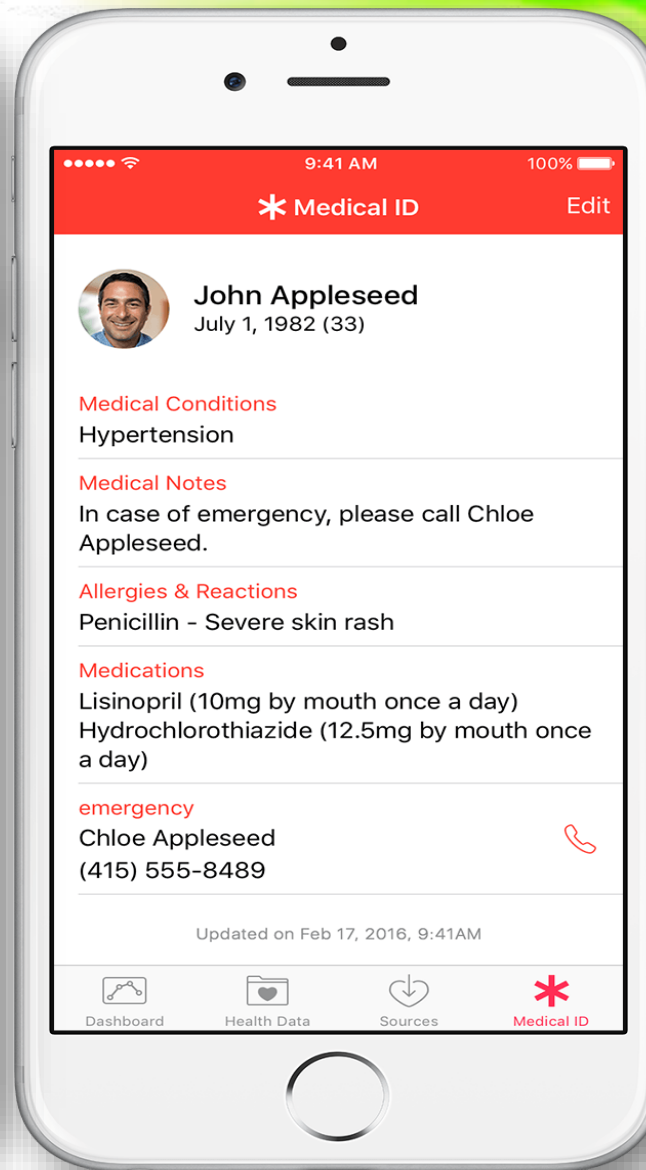 9:41 AM
100%
Medical ID
Edit
John Appleseed
July 1, 1982 (33)
Medical Conditions
Hypertension
Medical Notes
In case of emergency, please call Chloe
Appleseed.
Allergies & Reactions
Penicillin - Severe skin rash
Medications
Lisinopril (10mg by mouth once a day)
Hydrochlorothiazide (12.5mg by mouth once
a day)
emergency
Chloe Appleseed
(415) 555-8489
Updated on Feb 17, 2016, 9:41AM
Dashboard
Health Data
Sources
Medical ID